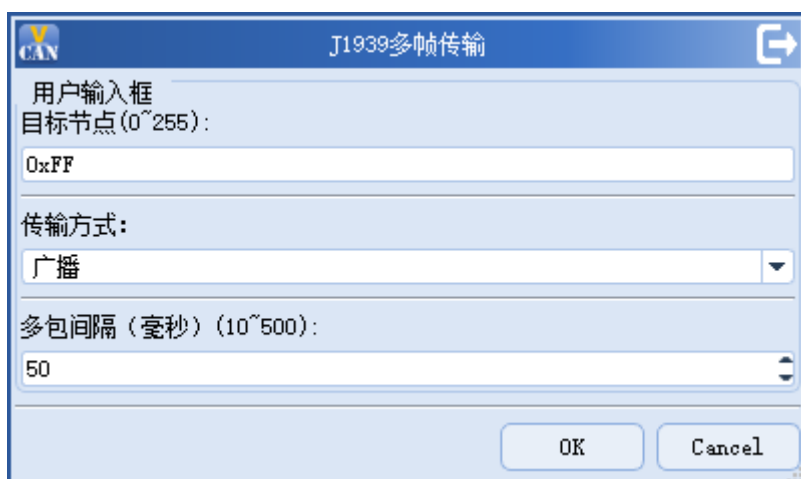 V
CAN
J1939多帧传输
用户输入框
目标节点(0~255):
0xFF
传输方式:
广播
多包间隔（毫秒）(10~500):
50
OK
Cancel